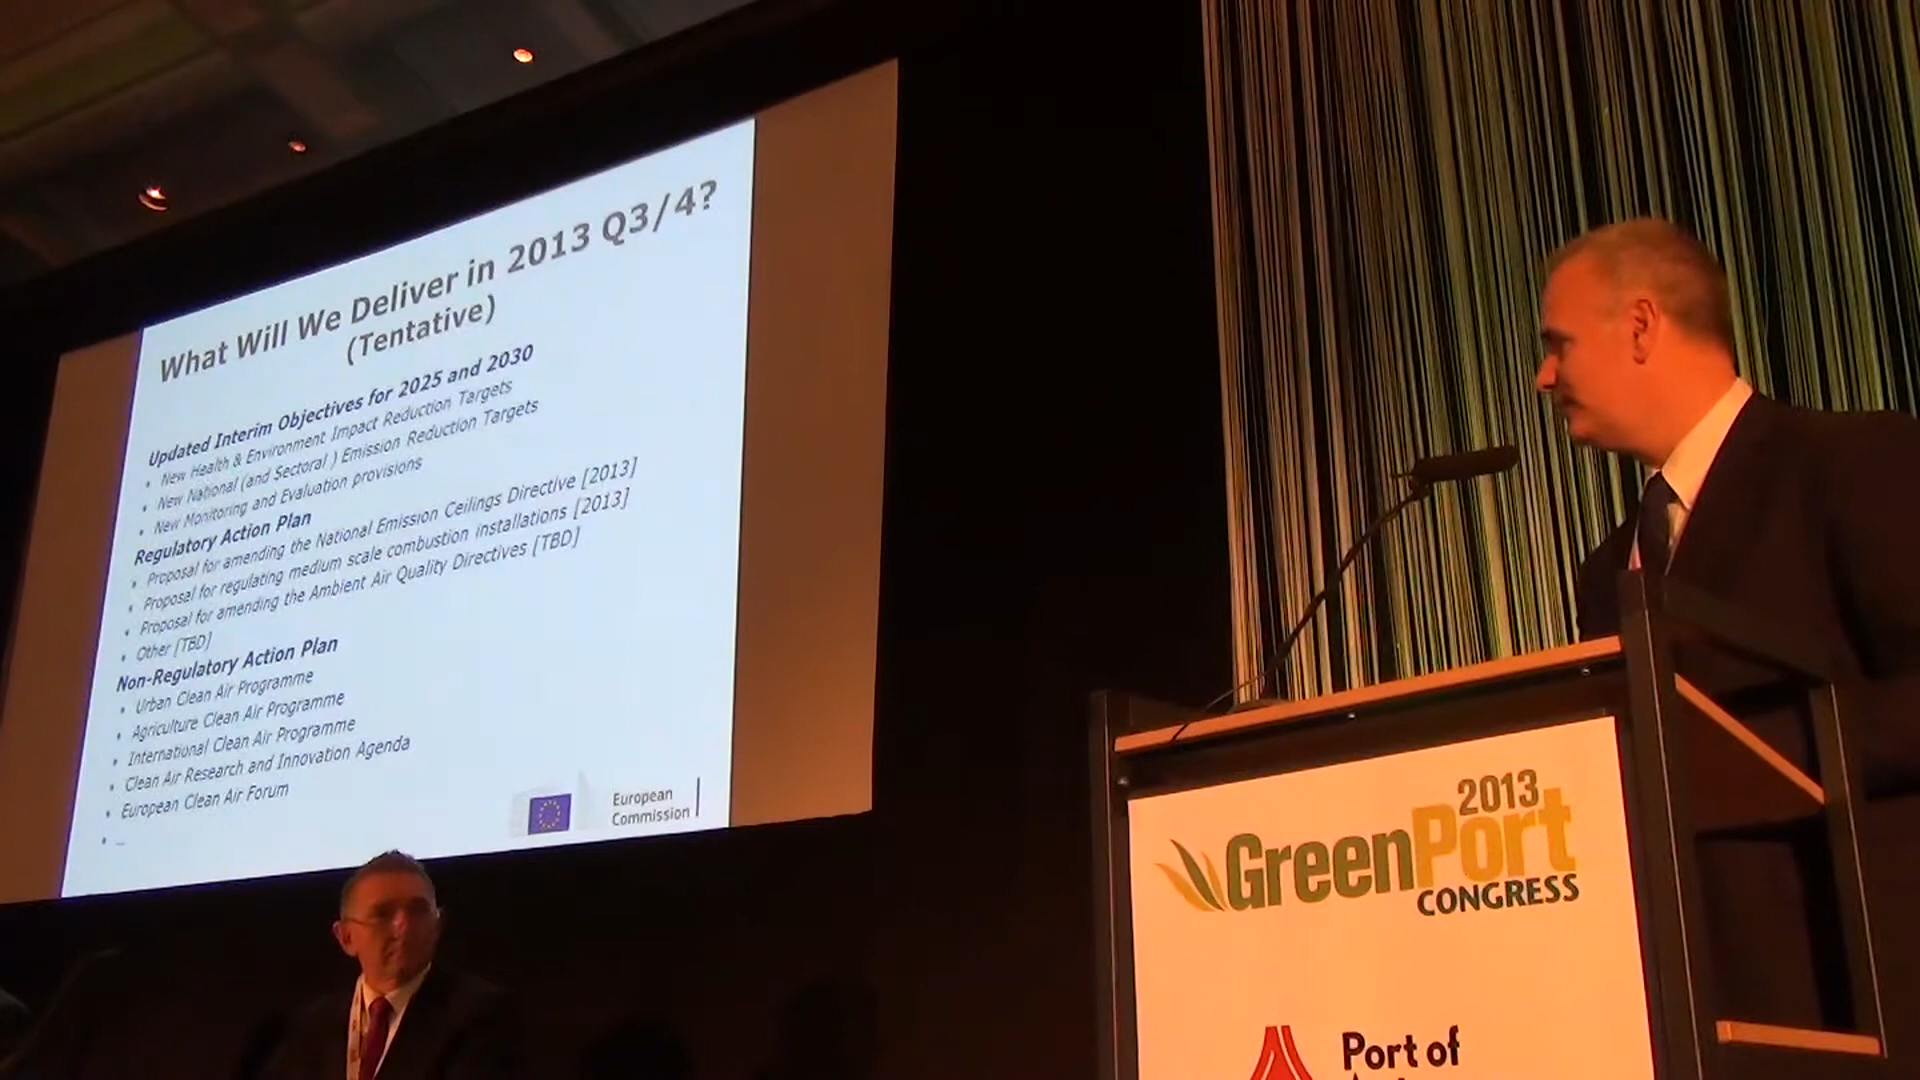 What Will We Deliver in 2013 Q3/4?
(Tentative)
Updated Interim Objectives for 2025 and 2030
• New Health & Environment Impact Reduction Targets
• New National (and Sectoral ) Emission Reduction Targets
• New Monitoring and Evaluation provisions
Regulatory Action Plan
• Proposal for amending the National Emission Ceilings Directive [2013]
• Proposal for regulating medium scale combustion installations [2013]
• Proposal for amending the Ambient Air Quality Directives [TBD]
• Other [TBD]
Non-Regulatory Action Plan
• Urban Clean Air Programme
• Agriculture Clean Air Programme
• International Clean Air Programme
• Clean Air Research and Innovation Agenda
• European Clean Air Forum
• ...
European
Commission
2013
GreenPort
CONGRESS
Port of